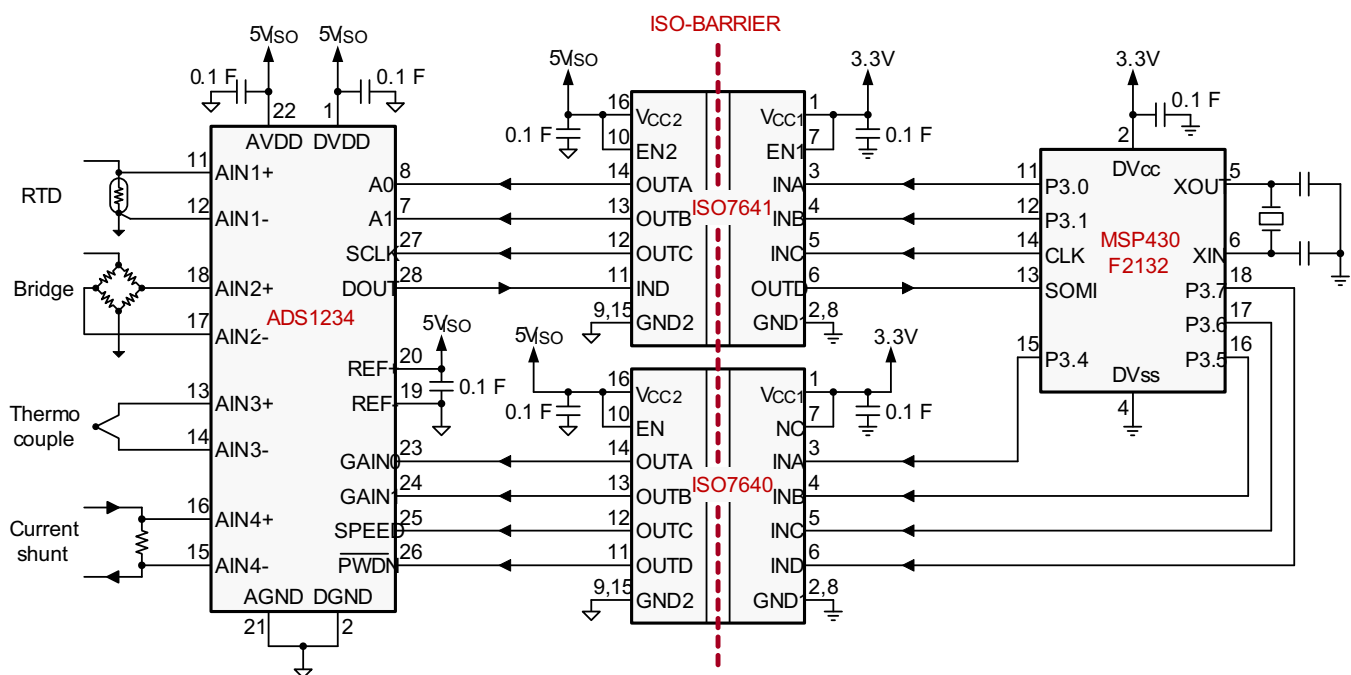 ISO-BARRIER
5VISO
5VISO
0.1 F
0.1 F
22
1
AVDD
DVDD
11
AIN1+
RTD
12
AIN1-
18
AIN2+
Bridge
17
AIN2-
13
AIN3+
Thermo
couple
14
AIN3-
16
AIN4+
Current
shunt
15
AIN4-
ADS1234
A0
8
A1
7
SCLK
27
DOUT
28
5VISO
REF+
20
0.1 F
REF-
19
GAIN0
23
GAIN1
24
SPEED
25
PWDN
26
AGND
DGND
21
2
5VISO
3.3V
0.1 F
16
VCC2
10
EN2
14
OUTA
13
OUTB
12
OUTC
11
IND
9,15
GND2
ISO7641
VCC1
1
EN1
7
0.1 F
INA
3
INB
4
INC
5
OUTD
6
GND1
2,8
5VISO
3.3V
0.1 F
16
VCC2
10
EN
14
OUTA
13
OUTB
12
OUTC
11
OUTD
9,15
GND2
ISO7640
VCC1
1
NC
7
0.1 F
INA
3
INB
4
INC
5
IND
6
GND1
2,8
3.3V
0.1 F
2
DVcc
11
P3.0
12
P3.1
14
CLK
13
SOMI
15
P3.4
MSP430
F2132
XOUT
5
XIN
6
P3.7
18
P3.6
17
P3.5
16
DVss
4